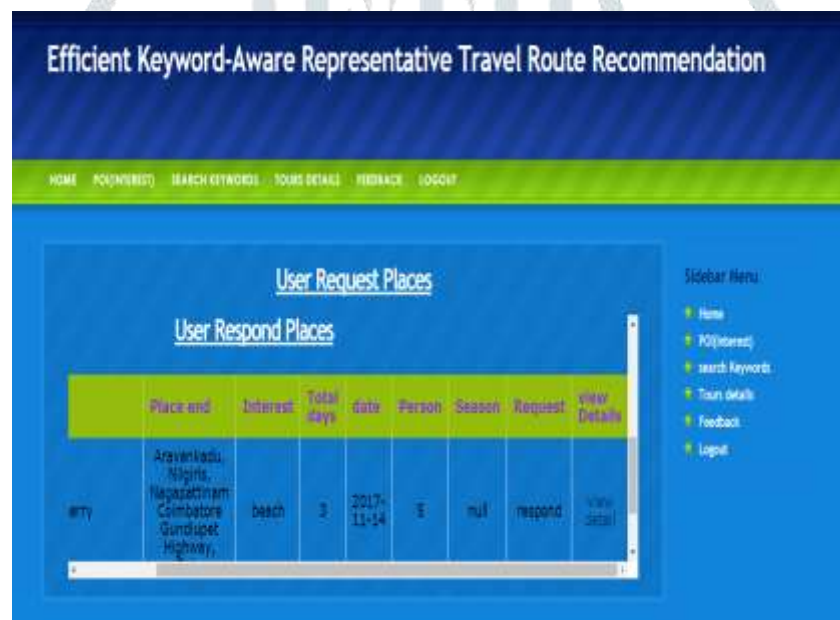 Efficient Keyword-Aware Representative Travel Route Recommendation
HOME POI(INTEREST) SEARCH KEYWORDS TOURS DETAILS FEEDBACK LOGOUT
User Request Places
User Respond Places
Place end Interest Total days date Person Season Request view Details
erry
Aravankadu,
Nilgiris,
Nagapattinam
Coimbatore
Gundlupet
Highway,
beach 3 2017-11-14 5 null respond view detail
Sidebar Menu
Home
POI(Interest)
search Keywords
Tours details
Feedback
Logout